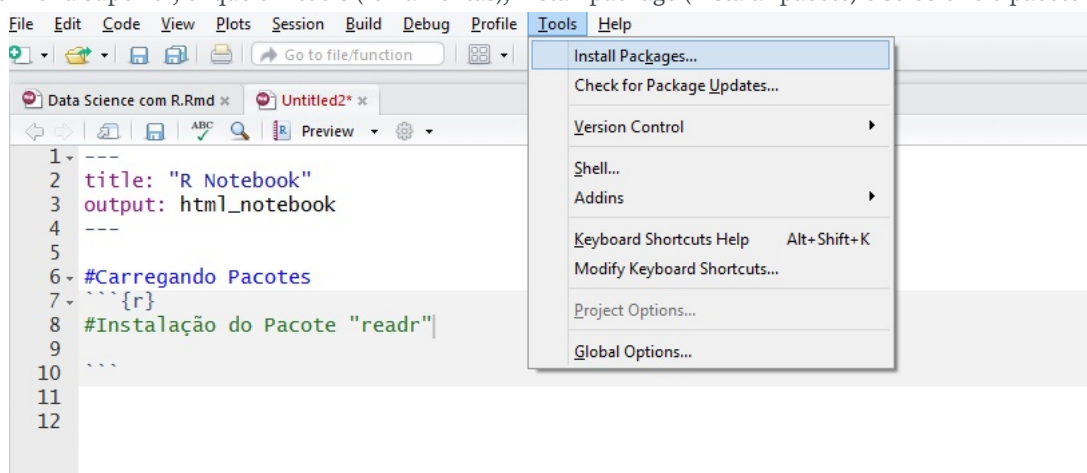 File Edit Code View Plots Session Build Debug Profile Tools Help
Go to file/function
Install Packages...
Check for Package Updates...
Version Control
Shell...
Addins
Keyboard Shortcuts Help Alt+Shift+K
Modify Keyboard Shortcuts...
Project Options...
Global Options...
Data Science com R.Rmd × Untitled2* ×
ABC R Preview
1 ---
2 title: "R Notebook"
3 output: html_notebook
4 ---
5
6 #Carregando Pacotes
7 ```{r}
8 #Instalação do Pacote "readr"
9
10 ```
11
12